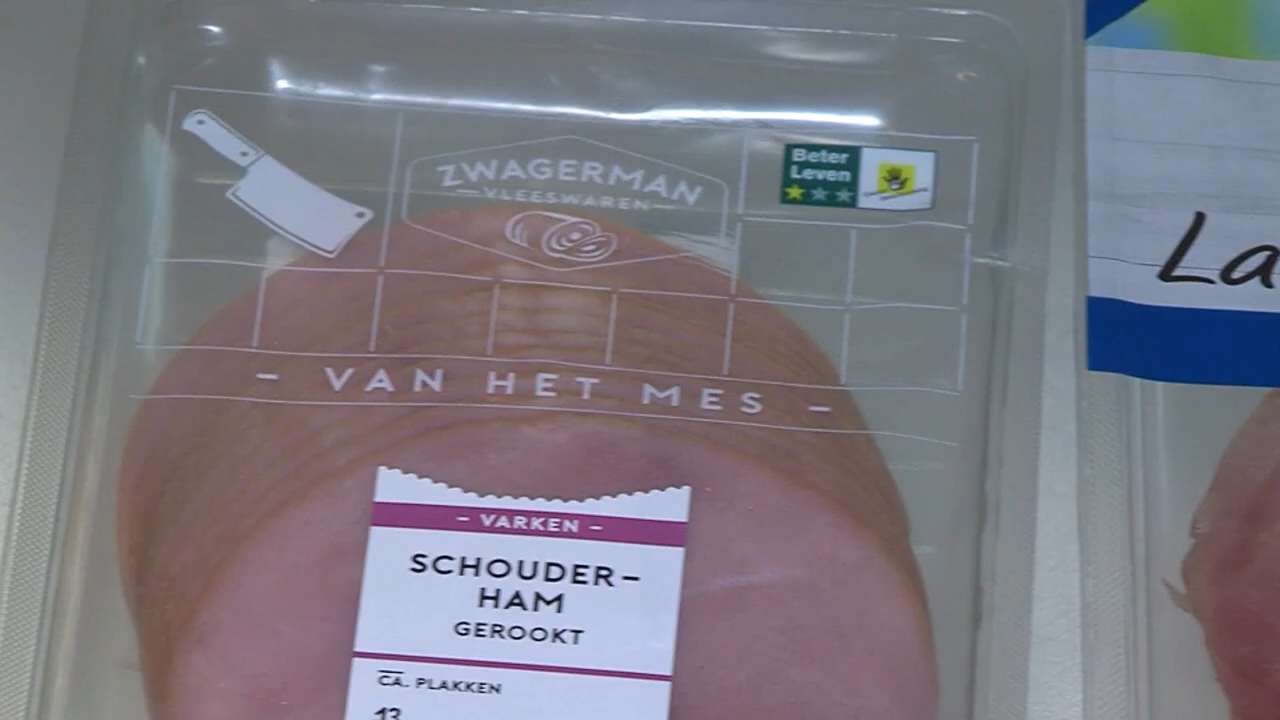 ZWAGERMAN
VLEESWAREN
Beter
Leven
- VAN HET MES -
- VARKEN -
SCHOUDER-
HAM
GEROOKT
CA. PLAKKEN
13
La